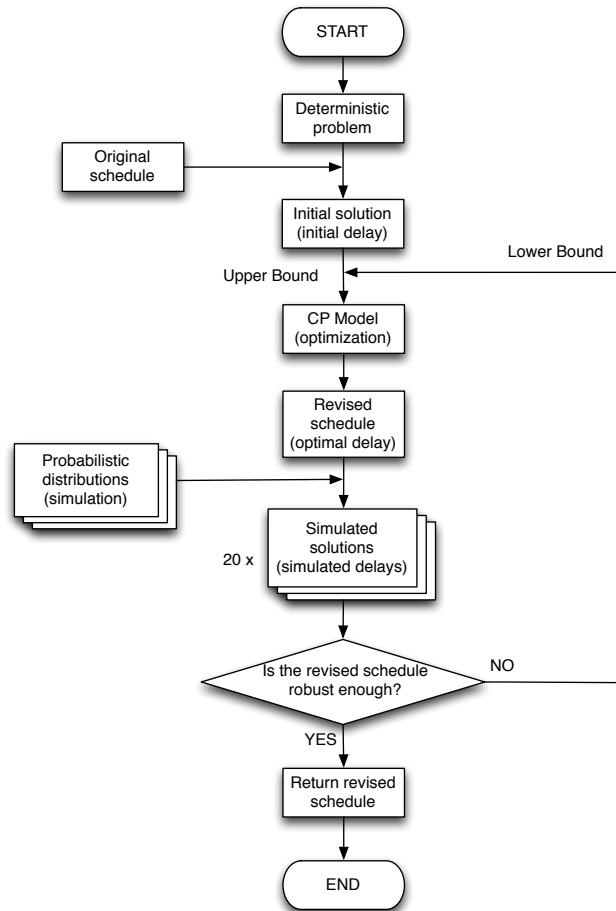 START
Deterministic
problem
Original
schedule
Initial solution
(initial delay)
Lower Bound
Upper Bound
CP Model
(optimization)
Revised
schedule
(optimal delay)
Probabilistic
distributions
(simulation)
Simulated
solutions
(simulated delays)
20 x
Is the revised schedule
robust enough?
NO
YES
Return revised
schedule
END